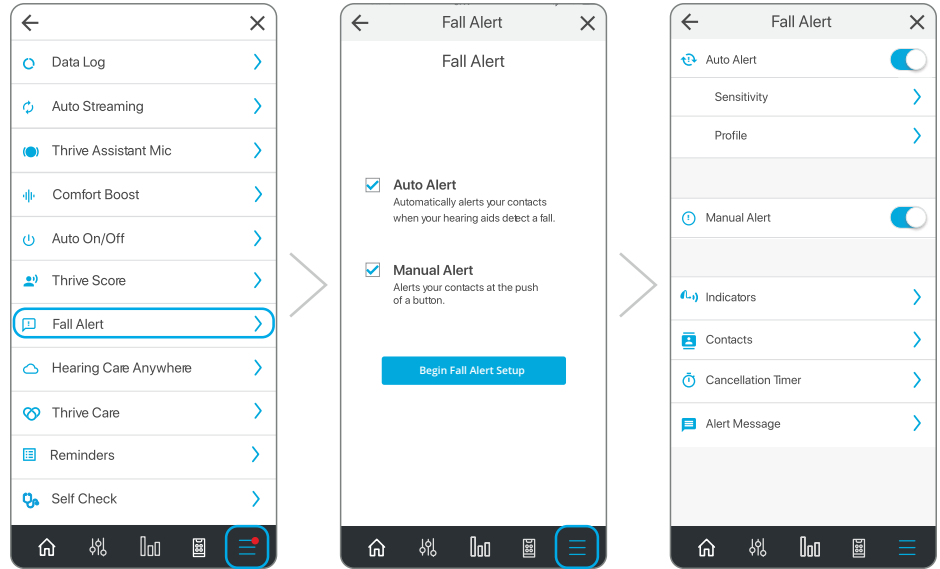 Data Log
Auto Streaming
Thrive Assistant Mic
Comfort Boost
Auto On/Off
Thrive Score
Fall Alert
Hearing Care Anywhere
Thrive Care
Reminders
Self Check
Fall Alert
Fall Alert
Auto Alert
Automatically alerts your contacts
when your hearing aids detect a fall.
Manual Alert
Alerts your contacts at the push
of a button.
Begin Fall Alert Setup
Fall Alert
Auto Alert
Sensitivity
Profile
Manual Alert
Indicators
Contacts
Cancellation Timer
Alert Message